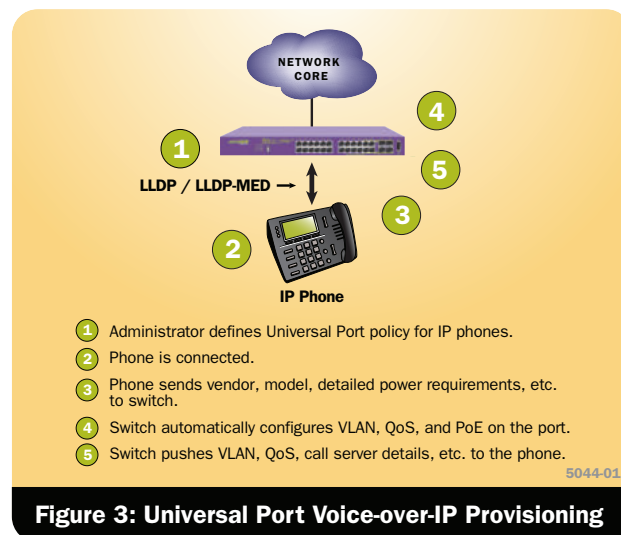 NETWORK
CORE
4
1
5
LLDP / LLDP-MED →
3
2
IP Phone
1 Administrator defines Universal Port policy for IP phones.
2 Phone is connected.
3 Phone sends vendor, model, detailed power requirements, etc.
to switch.
4 Switch automatically configures VLAN, QoS, and PoE on the port.
5 Switch pushes VLAN, QoS, call server details, etc. to the phone.
5044-01
Figure 3: Universal Port Voice-over-IP Provisioning